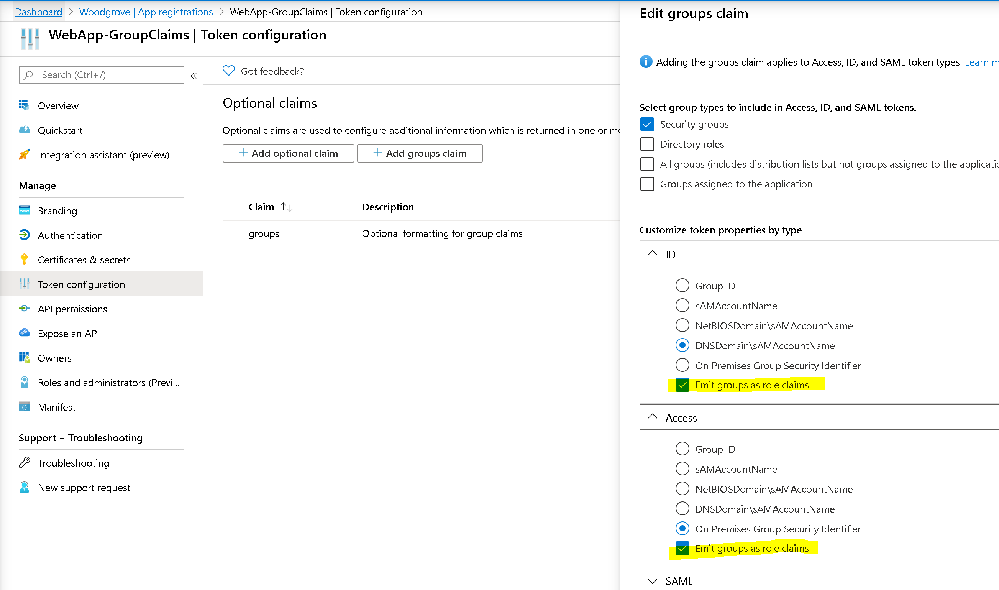 Dashboard > Woodgrove | App registrations > WebApp-GroupClaims | Token configuration
WebApp-GroupClaims | Token configuration
Search (Ctrl+/)
«
Overview
Quickstart
Integration assistant (preview)
Manage
Branding
Authentication
Certificates & secrets
Token configuration
API permissions
Expose an API
Owners
Roles and administrators (Previ...
Manifest
Support + Troubleshooting
Troubleshooting
New support request
Got feedback?
Optional claims
Optional claims are used to configure additional information which is returned in one or mo
+ Add optional claim
+ Add groups claim
Claim ↑↓ Description
groups Optional formatting for group claims
Edit groups claim
Adding the groups claim applies to Access, ID, and SAML token types. Learn m
Select group types to include in Access, ID, and SAML tokens.
Security groups
Directory roles
All groups (includes distribution lists but not groups assigned to the applicatio
Groups assigned to the application
Customize token properties by type
ID
Group ID
sAMAccountName
NetBIOSDomain\sAMAccountName
DNSDomain\sAMAccountName
On Premises Group Security Identifier
Emit groups as role claims
Access
Group ID
sAMAccountName
NetBIOSDomain\sAMAccountName
DNSDomain\sAMAccountName
On Premises Group Security Identifier
Emit groups as role claims
SAML